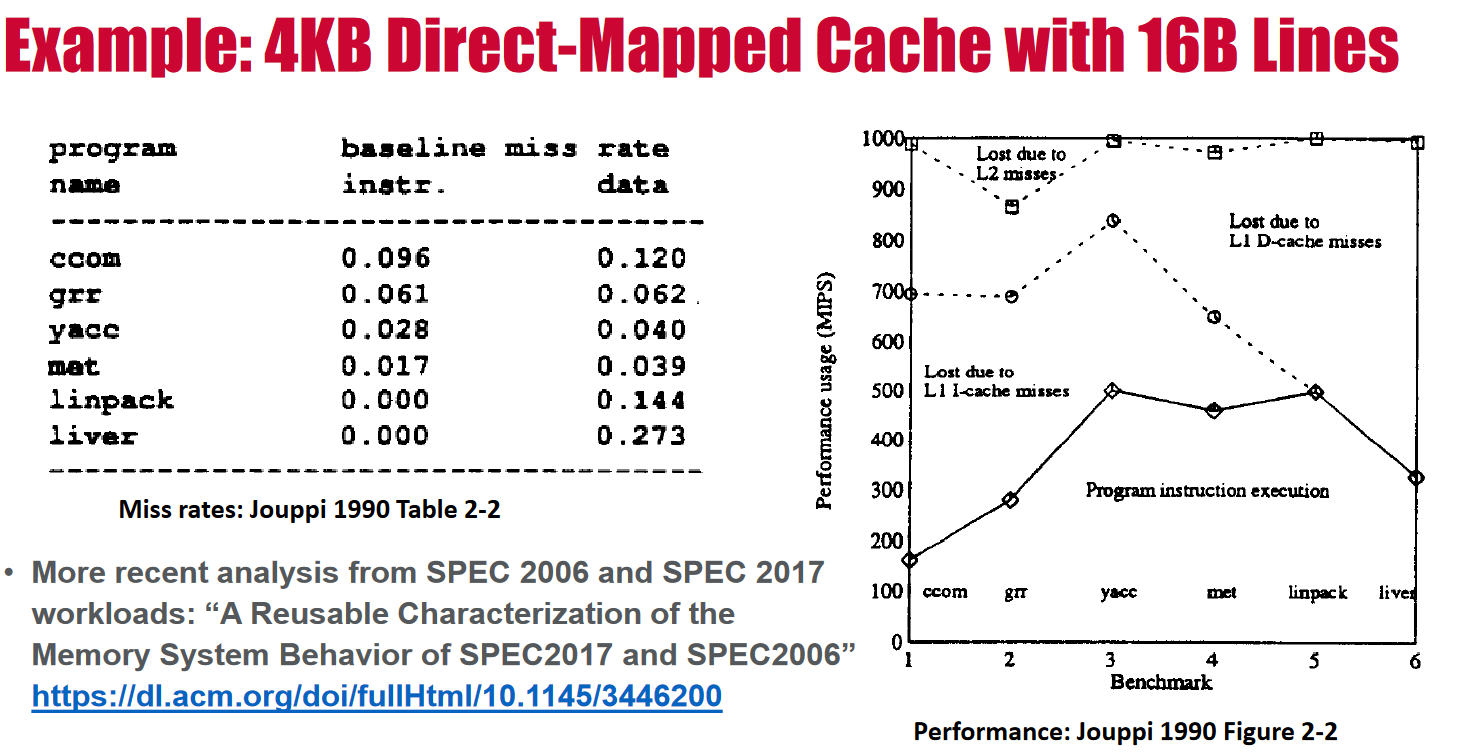 Example: 4KB Direct-Mapped Cache with 16B Lines
program baseline miss rate
name instr. data
ccom 0.096 0.120
grr 0.061 0.062
yacc 0.028 0.040
met 0.017 0.039
linpack 0.000 0.144
liver 0.000 0.273
Miss rates: Jouppi 1990 Table 2-2
• More recent analysis from SPEC 2006 and SPEC 2017
workloads: “A Reusable Characterization of the
Memory System Behavior of SPEC2017 and SPEC2006”
https://dl.acm.org/doi/fullHtml/10.1145/3446200
Performance usage (MIPS)
1000
900
800
700
600
500
400
300
200
100
0
Lost due to
L2 misses
Lost due to
L1 D-cache misses
Lost due to
L1 I-cache misses
Program instruction execution
ccom grr yacc met linpack liver
1 2 3 4 5 6
Benchmark
Performance: Jouppi 1990 Figure 2-2